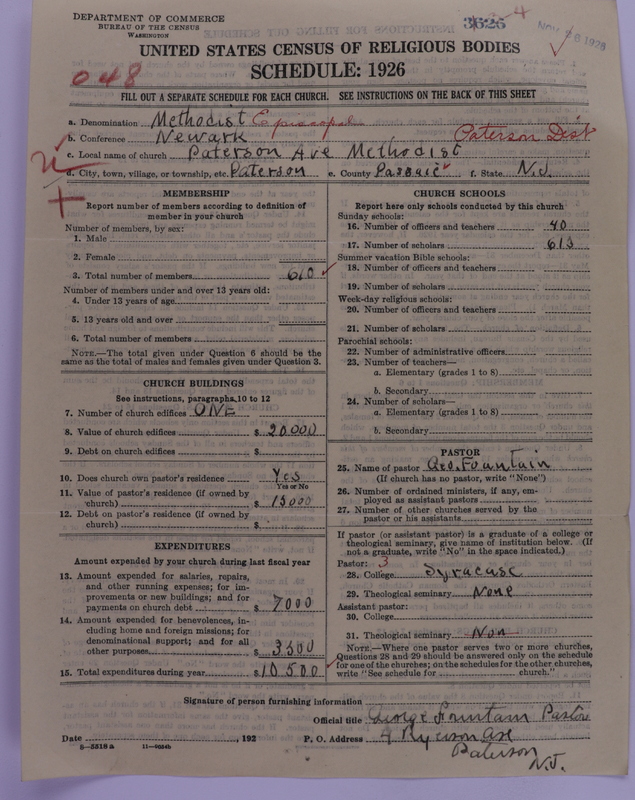 DEPARTMENT OF COMMERCE
BUREAU OF THE CENSUS
WASHINGTON
3626 4
NOV 26 1926
UNITED STATES CENSUS OF RELIGIOUS BODIES
SCHEDULE: 1926
048
FILL OUT A SEPARATE SCHEDULE FOR EACH CHURCH. SEE INSTRUCTIONS ON THE BACK OF THIS SHEET
a. Denomination Methodist Episcopal
b. Conference Newark Paterson Dist
c. Local name of church Paterson Ave Methodist
d. City, town, village, or township, etc. Paterson e. County Passaic f. State N.J.
MEMBERSHIP
Report number of members according to definition of
member in your church
Number of members, by sex:
1. Male
2. Female
3. Total number of members 610
Number of members under and over 13 years old:
4. Under 13 years of age
5. 13 years old and over
6. Total number of members
NOTE.—The total given under Question 6 should be the
same as the total of males and females given under Question 3.
CHURCH BUILDINGS
See instructions, paragraphs 10 to 12
7. Number of church edifices ONE
8. Value of church edifices $ 20000
9. Debt on church edifices $
10. Does church own pastor's residence Yes
Yes or No
11. Value of pastor's residence (if owned by
church) $ 15000
12. Debt on pastor's residence (if owned by
church) $
EXPENDITURES
Amount expended by your church during last fiscal year
13. Amount expended for salaries, repairs,
and other running expenses; for im-
provements or new buildings; and for
payments on church debt $ 7000
14. Amount expended for benevolences, in-
cluding home and foreign missions; for
denominational support; and for all
other purposes $ 3500
15. Total expenditures during year $ 10500
CHURCH SCHOOLS
Report here only schools conducted by this church
Sunday schools:
16. Number of officers and teachers 40
17. Number of scholars 613
Summer vacation Bible schools:
18. Number of officers and teachers
19. Number of scholars
Week-day religious schools:
20. Number of officers and teachers
21. Number of scholars
Parochial schools:
22. Number of administrative officers
23. Number of teachers—
a. Elementary (grades 1 to 8)
b. Secondary
24. Number of scholars—
a. Elementary (grades 1 to 8)
b. Secondary
PASTOR
25. Name of pastor Geo. Fountain
(If church has no pastor, write "None")
26. Number of ordained ministers, if any, em-
ployed as assistant pastors
27. Number of other churches served by the
pastor or his assistants
If pastor (or assistant pastor) is a graduate of a college or
theological seminary, give name of institution below. (If
not a graduate, write "No" in the space indicated.)
Pastor: 3
28. College Syracuse
29. Theological seminary None
Assistant pastor:
30. College
31. Theological seminary Non
NOTE.—Where one pastor serves two or more churches,
Questions 28 and 29 should be answered only on the schedule
for one of the churches; on the schedules for the other churches,
write "See schedule for church."
Signature of person furnishing information
Official title George Fountain Pastor
Date , 192 P. O. Address 4 Ryerson Ave
Paterson
N.J.
8—5518a 11—9024b